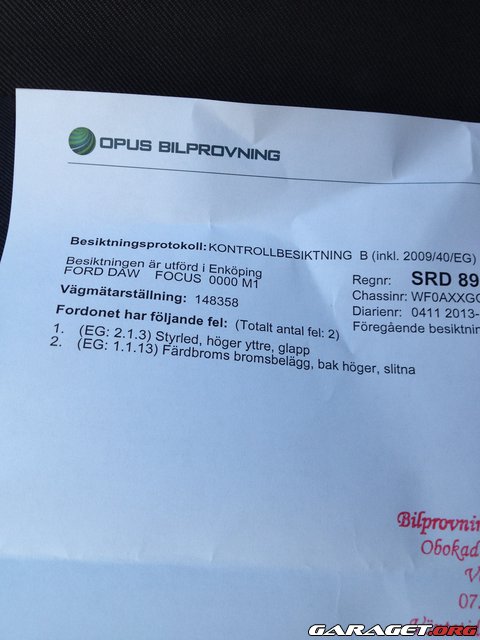 OPUS BILPROVNING
Besiktningsprotokoll: KONTROLLBESIKTNING B (inkl. 2009/40/EG)
Besiktningen är utförd i Enköping
FORD DAW FOCUS 0000 M1
Vägmätarställning: 148358
Regnr: SRD 89
Chassinr: WF0AXXGC
Diarienr: 0411 2013-
Föregående besiktnin
Fordonet har följande fel: (Totalt antal fel: 2)
1. (EG: 2.1.3) Styrled, höger yttre, glapp
2. (EG: 1.1.13) Färdbroms bromsbelägg, bak höger, slitna
Bilprovnin
Obokad
V
07
GARAGET.ORG